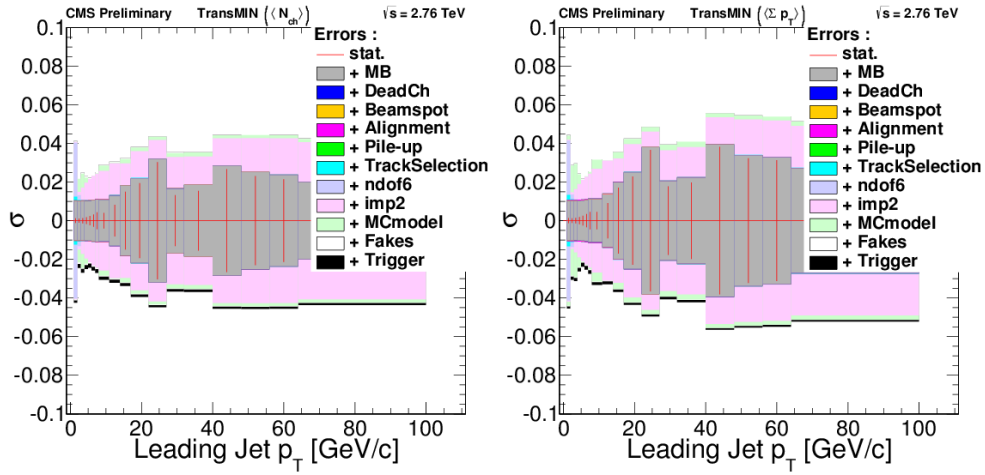 CMS Preliminary TransMIN (⟨ N_ch ⟩) √s = 2.76 TeV
Errors :
stat.
+ MB
+ DeadCh
+ Beamspot
+ Alignment
+ Pile-up
+ TrackSelection
+ ndof6
+ imp2
+ MCmodel
+ Fakes
+ Trigger
σ
0.1
0.08
0.06
0.04
0.02
0
-0.02
-0.04
-0.06
-0.08
-0.1
0 20 40 60 80 100
Leading Jet p_T [GeV/c]
CMS Preliminary TransMIN (⟨Σ p_T⟩) √s = 2.76 TeV
Errors :
stat.
+ MB
+ DeadCh
+ Beamspot
+ Alignment
+ Pile-up
+ TrackSelection
+ ndof6
+ imp2
+ MCmodel
+ Fakes
+ Trigger
σ
0.1
0.08
0.06
0.04
0.02
0
-0.02
-0.04
-0.06
-0.08
-0.1
0 20 40 60 80 100
Leading Jet p_T [GeV/c]